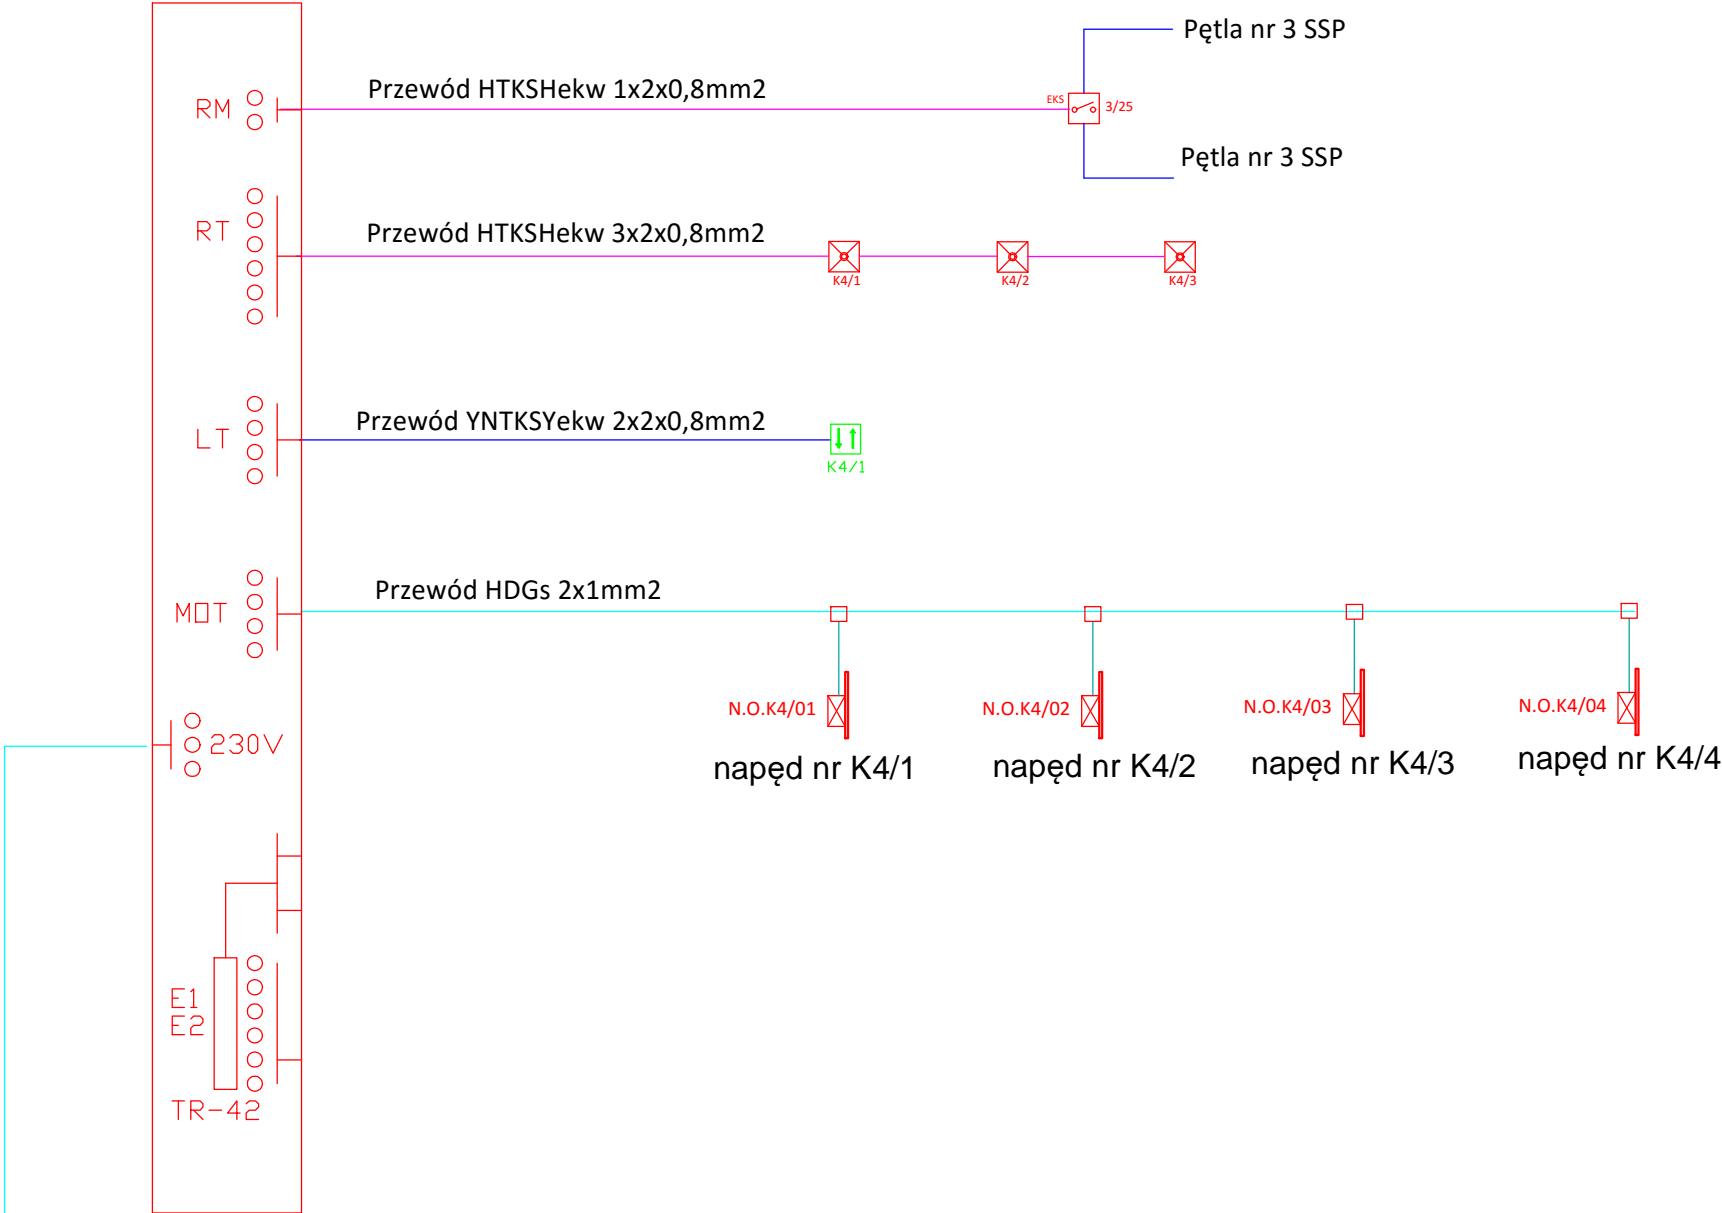 Pętla nr 3 SSP
Przewód HTKSHekw 1x2x0,8mm2
RM
EKS
3/25
Pętla nr 3 SSP
RT
Przewód HTKSHekw 3x2x0,8mm2
K4/1
K4/2
K4/3
LT
Przewód YNTKSYekw 2x2x0,8mm2
K4/1
MOT
Przewód HDGs 2x1mm2
N.O.K4/01
N.O.K4/02
N.O.K4/03
N.O.K4/04
230V
napęd nr K4/1
napęd nr K4/2
napęd nr K4/3
napęd nr K4/4
E1
E2
TR-42